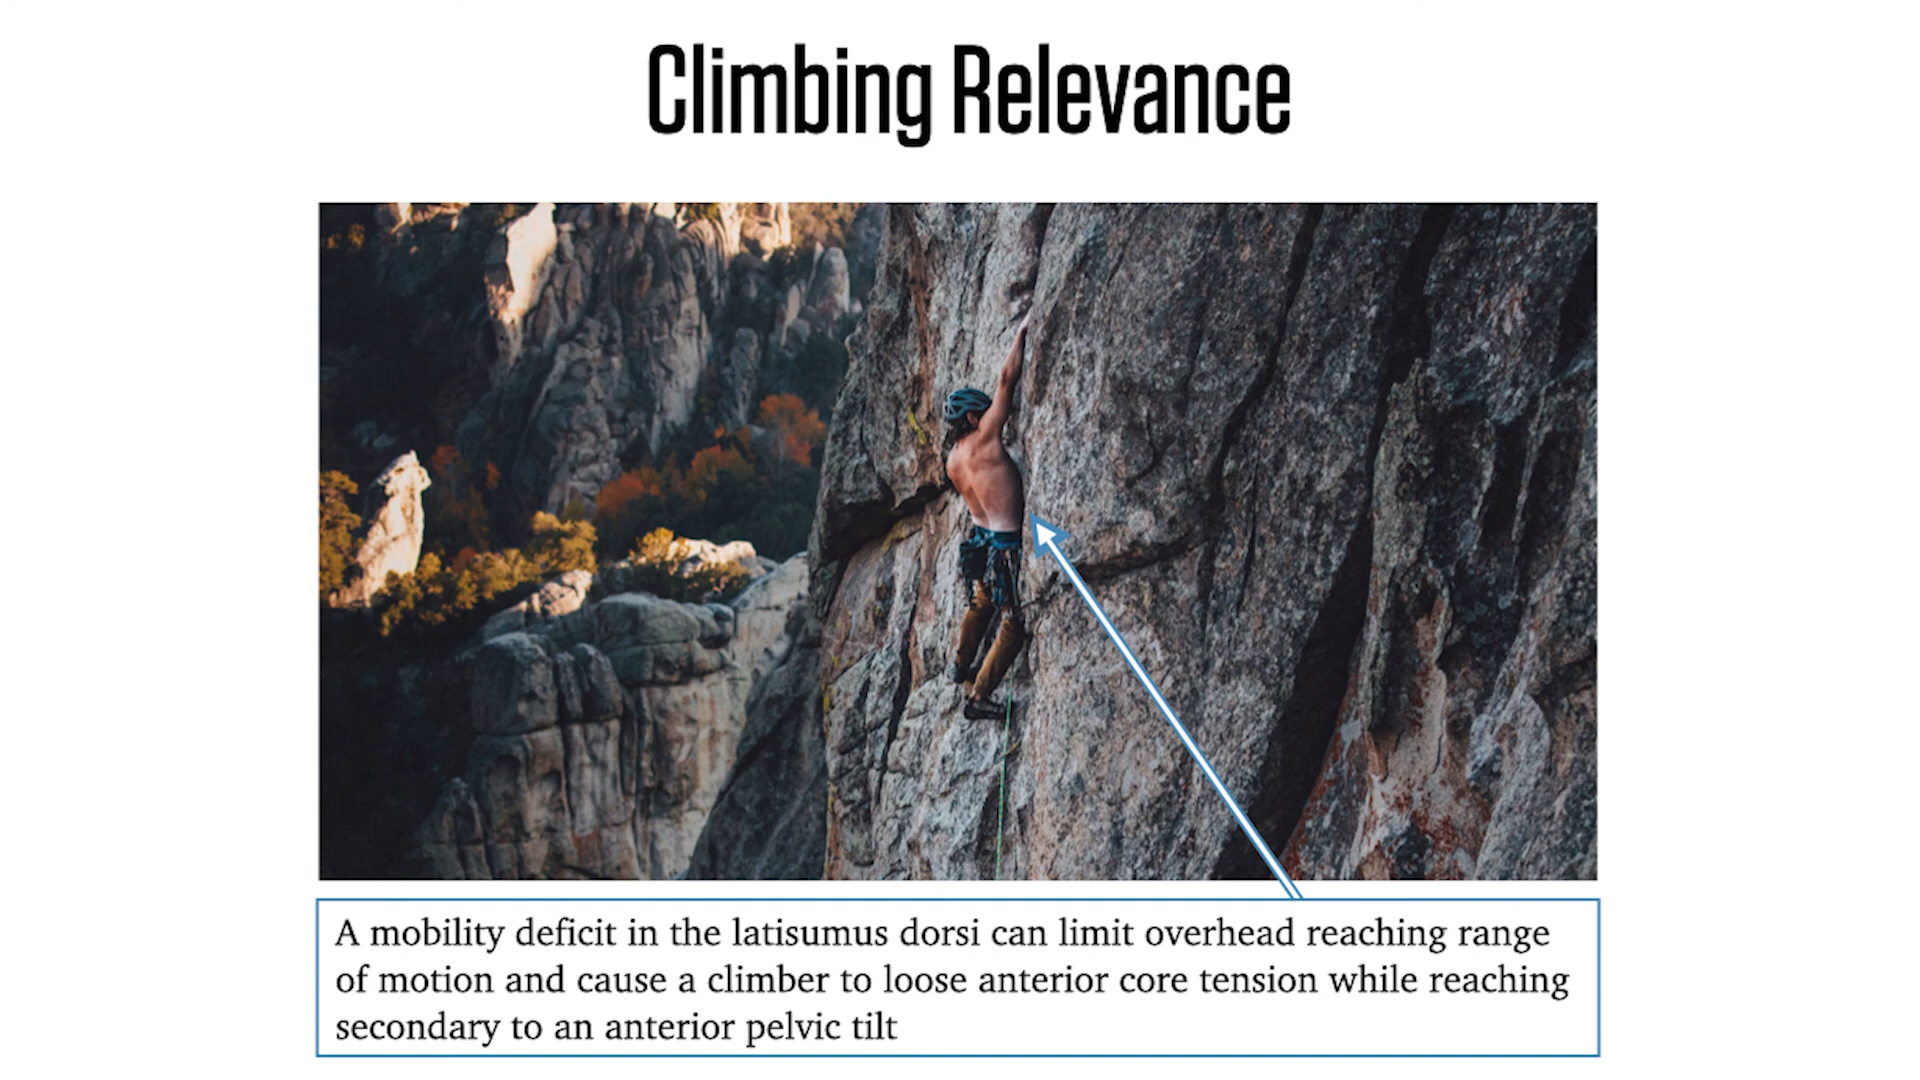 Climbing Relevance
A mobility deficit in the latisumus dorsi can limit overhead reaching range
of motion and cause a climber to loose anterior core tension while reaching
secondary to an anterior pelvic tilt